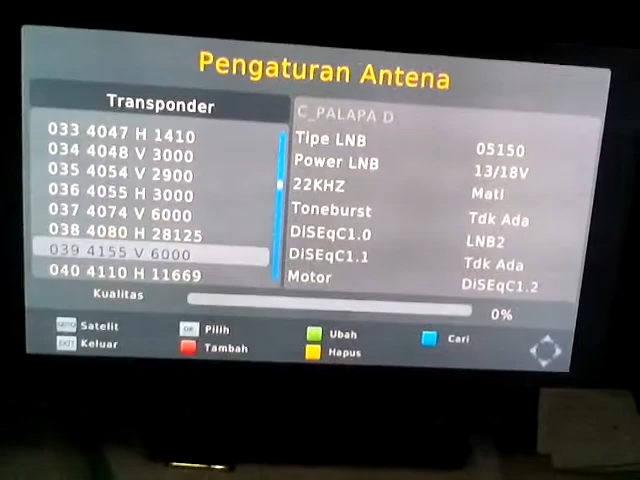 Pengaturan Antena
Transponder
033 4047 H 1410
034 4048 V 3000
035 4054 V 2900
036 4055 H 3000
037 4074 V 6000
038 4080 H 28125
039 4155 V 6000
040 4110 H 11669
C_PALAPA D
Tipe LNB 05150
Power LNB 13/18V
22KHZ Mati
Toneburst Tdk Ada
DiSEqC1.0 LNB2
DiSEqC1.1 Tdk Ada
Motor DiSEqC1.2
Kualitas 0%
Satelit OK Pilih Ubah Cari
EXIT Keluar Tambah Hapus